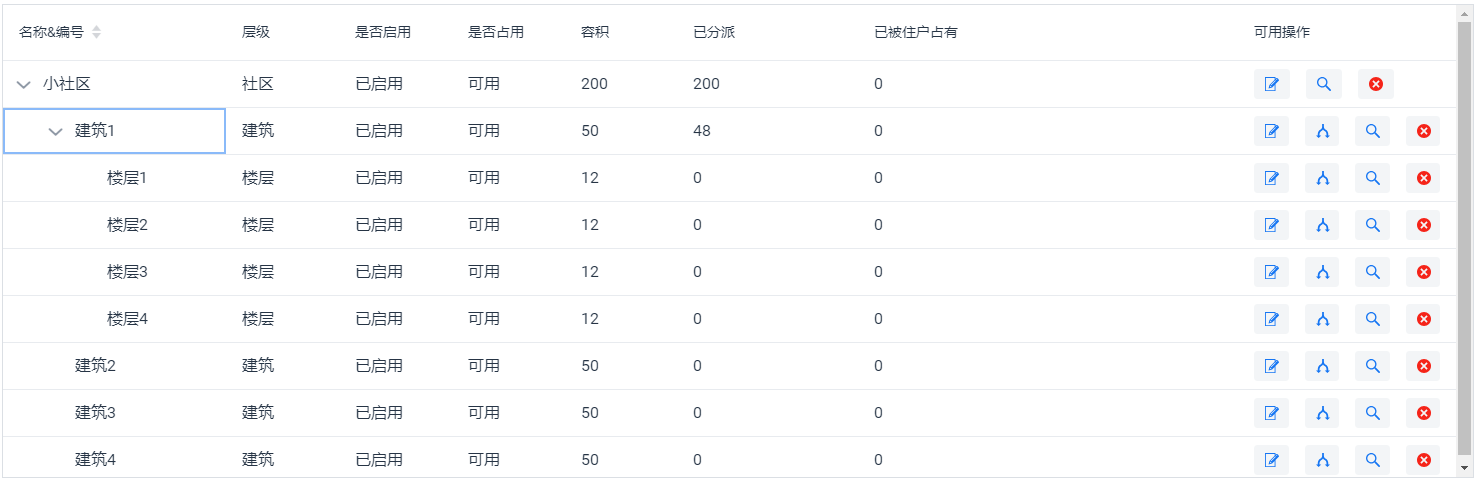 名称&编号 层级 是否启用 是否占用 容积 已分派 已被住户占有 可用操作
小社区 社区 已启用 可用 200 200 0
建筑1 建筑 已启用 可用 50 48 0
楼层1 楼层 已启用 可用 12 0 0
楼层2 楼层 已启用 可用 12 0 0
楼层3 楼层 已启用 可用 12 0 0
楼层4 楼层 已启用 可用 12 0 0
建筑2 建筑 已启用 可用 50 0 0
建筑3 建筑 已启用 可用 50 0 0
建筑4 建筑 已启用 可用 50 0 0